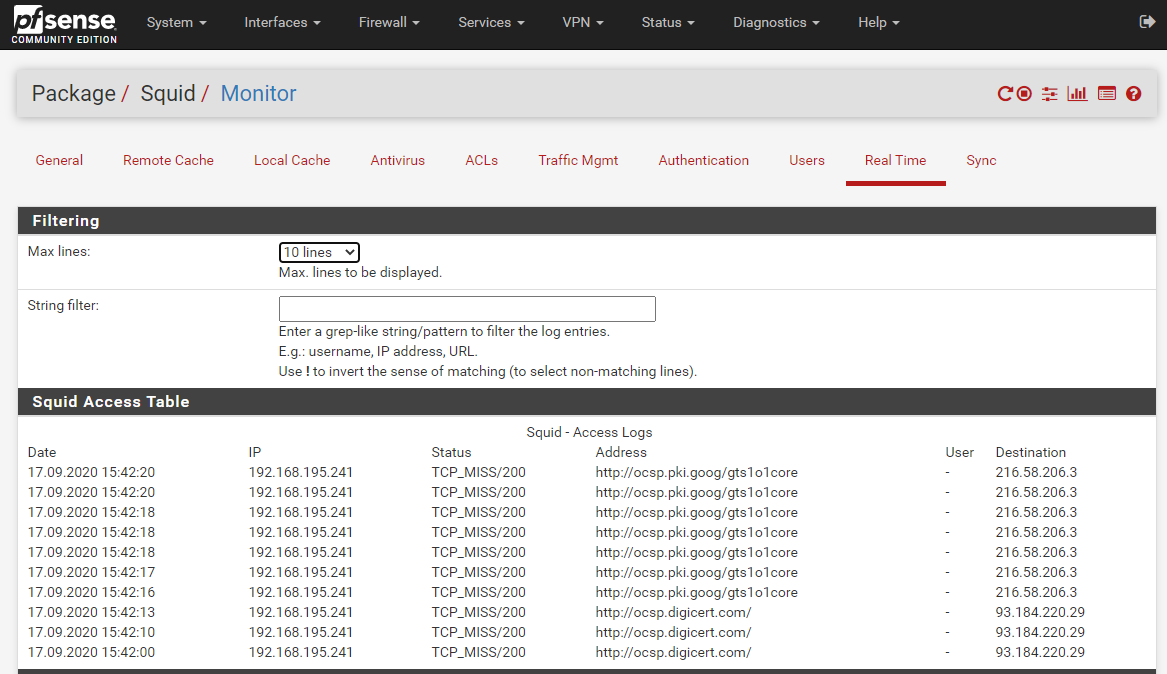 pfsense
COMMUNITY EDITION
System Interfaces Firewall Services VPN Status Diagnostics Help
Package / Squid / Monitor
General Remote Cache Local Cache Antivirus ACLs Traffic Mgmt Authentication Users Real Time Sync
Filtering
Max lines: 10 lines
Max. lines to be displayed.
String filter:
Enter a grep-like string/pattern to filter the log entries.
E.g.: username, IP address, URL.
Use ! to invert the sense of matching (to select non-matching lines).
Squid Access Table
Squid - Access Logs
Date IP Status Address User Destination
17.09.2020 15:42:20 192.168.195.241 TCP_MISS/200 http://ocsp.pki.goog/gts1o1core - 216.58.206.3
17.09.2020 15:42:20 192.168.195.241 TCP_MISS/200 http://ocsp.pki.goog/gts1o1core - 216.58.206.3
17.09.2020 15:42:18 192.168.195.241 TCP_MISS/200 http://ocsp.pki.goog/gts1o1core - 216.58.206.3
17.09.2020 15:42:18 192.168.195.241 TCP_MISS/200 http://ocsp.pki.goog/gts1o1core - 216.58.206.3
17.09.2020 15:42:18 192.168.195.241 TCP_MISS/200 http://ocsp.pki.goog/gts1o1core - 216.58.206.3
17.09.2020 15:42:17 192.168.195.241 TCP_MISS/200 http://ocsp.pki.goog/gts1o1core - 216.58.206.3
17.09.2020 15:42:16 192.168.195.241 TCP_MISS/200 http://ocsp.pki.goog/gts1o1core - 216.58.206.3
17.09.2020 15:42:13 192.168.195.241 TCP_MISS/200 http://ocsp.digicert.com/ - 93.184.220.29
17.09.2020 15:42:10 192.168.195.241 TCP_MISS/200 http://ocsp.digicert.com/ - 93.184.220.29
17.09.2020 15:42:00 192.168.195.241 TCP_MISS/200 http://ocsp.digicert.com/ - 93.184.220.29